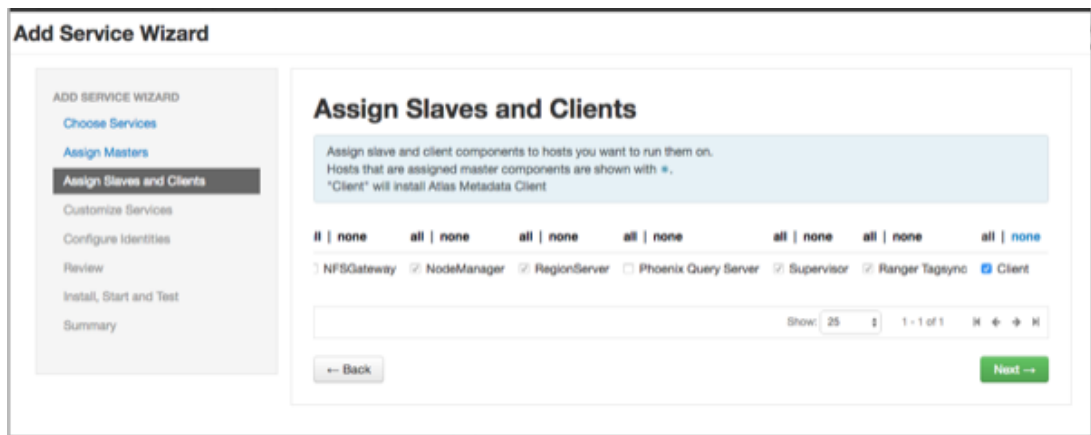 Add Service Wizard
ADD SERVICE WIZARD
Choose Services
Assign Masters
Assign Slaves and Clients
Customize Services
Configure Identities
Review
Install, Start and Test
Summary
Assign Slaves and Clients
Assign slave and client components to hosts you want to run them on.
Hosts that are assigned master components are shown with ✵.
"Client" will install Atlas Metadata Client
ll | none all | none all | none all | none all | none all | none all | none
NFSGateway NodeManager RegionServer Phoenix Query Server Supervisor Ranger Tagsync Client
Show: 25 1 - 1 of 1
← Back Next →